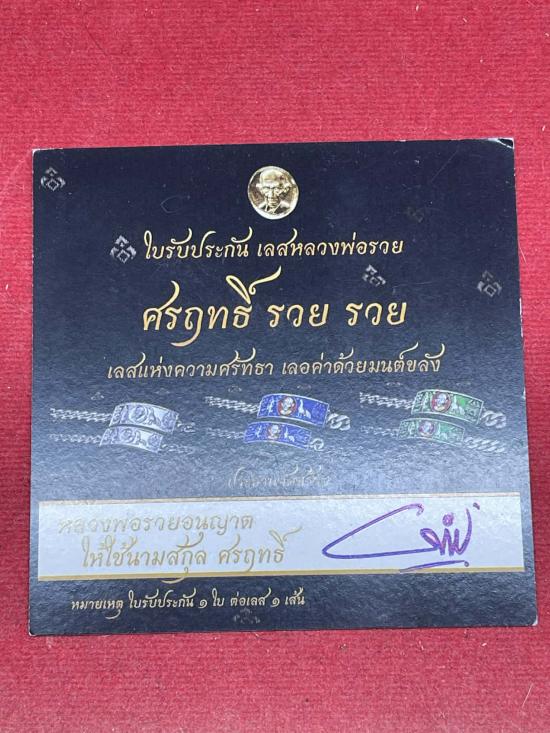 ใบรับประกัน เลสหลวงพ่อรวย
ศรฤทธิ์ รวย รวย
เลสแห่งความศรัทธา เลอค่าด้วยมนต์ขลัง
หลวงพ่อรวยอนุญาต
ให้ใช้นามสกุล ศรฤทธิ์
หมายเหตุ ใบรับประกัน ๑ ใบ ต่อเลส ๑ เส้น